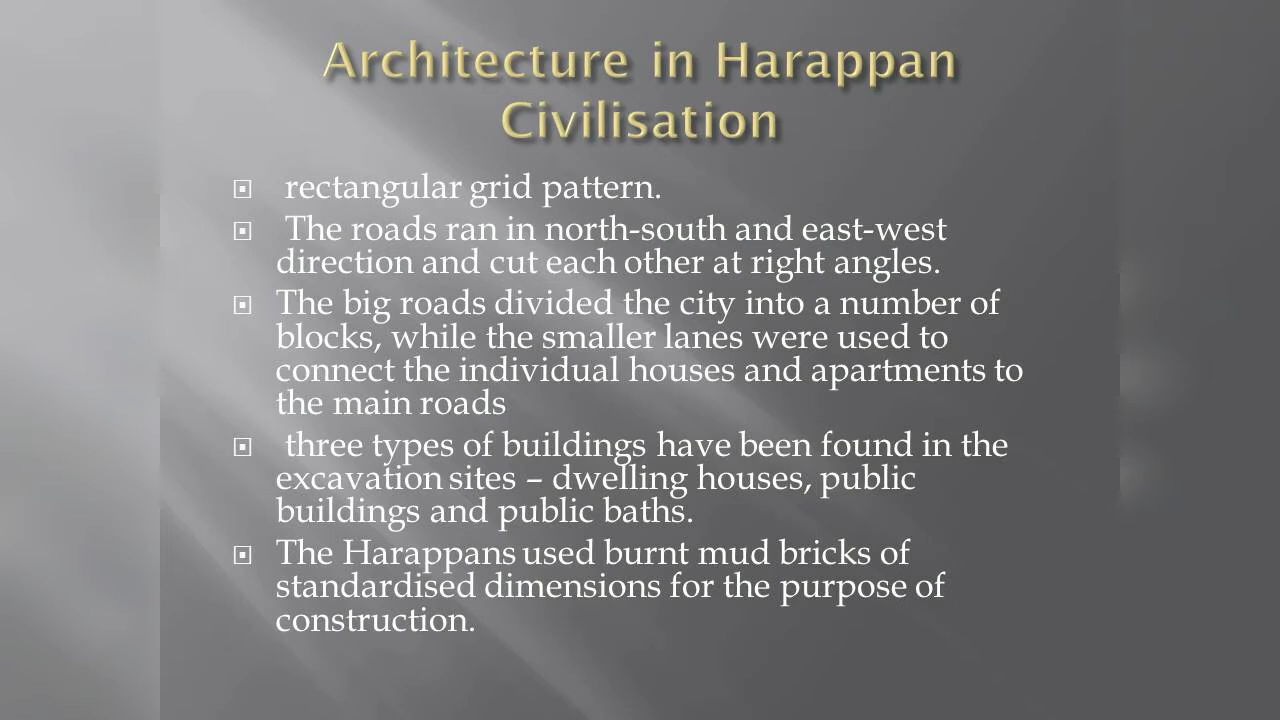 Architecture in Harappan
Civilisation
rectangular grid pattern.
The roads ran in north-south and east-west
direction and cut each other at right angles.
The big roads divided the city into a number of
blocks, while the smaller lanes were used to
connect the individual houses and apartments to
the main roads
three types of buildings have been found in the
excavation sites – dwelling houses, public
buildings and public baths.
The Harappans used burnt mud bricks of
standardised dimensions for the purpose of
construction.